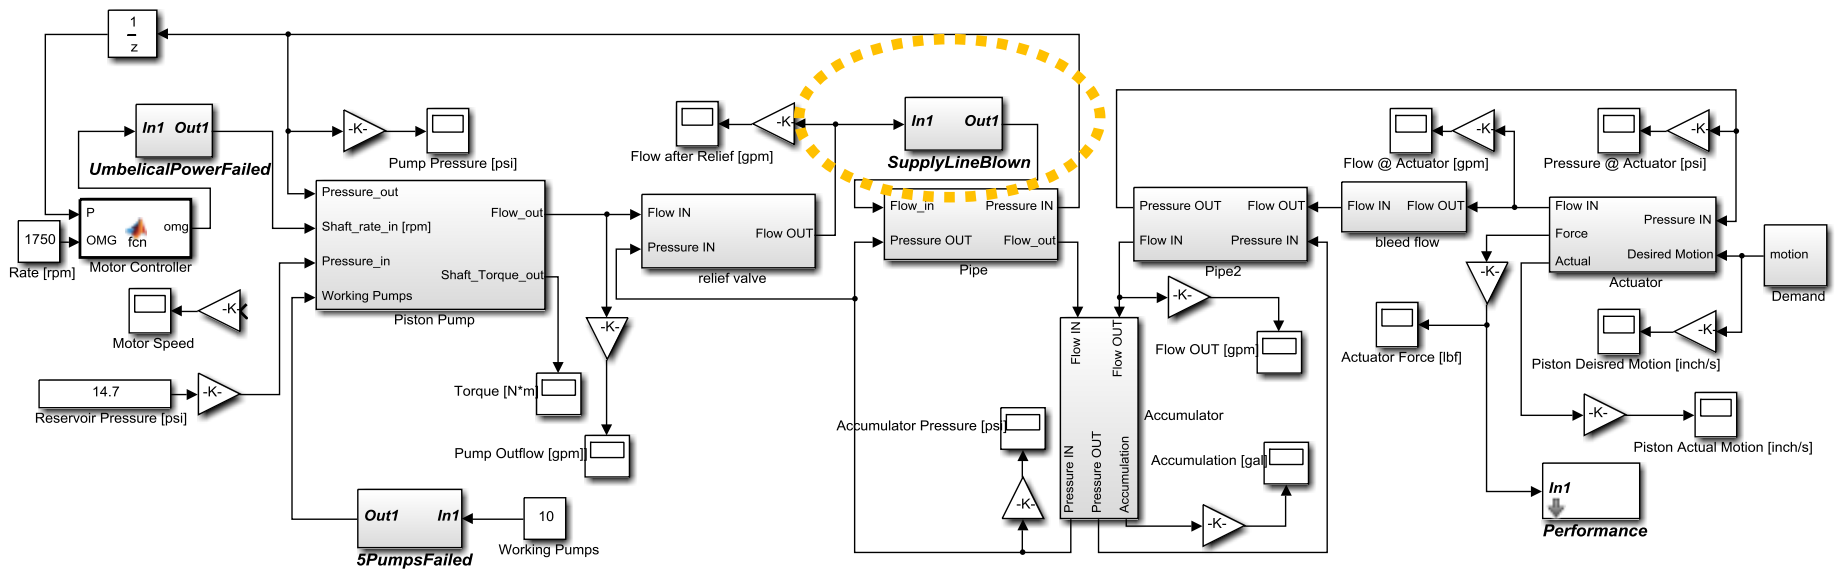 1
z
In1 Out1
UmbelicalPowerFailed
P
OMG
fcn
omg
Motor Controller
1750
Rate [rpm]
-K-
Motor Speed
14.7
Reservoir Pressure [psi]
-K-
-K-
Pump Pressure [psi]
Pressure_out
Shaft_rate_in [rpm]
Pressure_in
Working Pumps
Flow_out
Shaft_Torque_out
Piston Pump
Out1 In1
5PumpsFailed
10
Working Pumps
Torque [N*m]
-K-
Pump Outflow [gpm]
Flow after Relief [gpm]
-K-
In1 Out1
SupplyLineBlown
Flow IN
Pressure IN
Flow OUT
relief valve
Flow_in
Pressure OUT
Pressure IN
Flow_out
Pipe
Pressure OUT
Flow IN
Flow OUT
Pressure IN
Pipe2
-K-
Flow OUT [gpm]
Flow IN
Flow OUT
Pressure IN
Pressure OUT
Accumulation
Accumulator
Accumulator Pressure [psi]
-K-
Accumulation [gal]
-K-
Flow IN Flow OUT
bleed flow
-K-
Flow @ Actuator [gpm]
-K-
Pressure @ Actuator [psi]
Flow IN
Force
Actual
Pressure IN
Desired Motion
Actuator
motion
Demand
-K-
Actuator Force [lbf]
-K-
Piston Deisred Motion [inch/s]
-K-
Piston Actual Motion [inch/s]
In1
Performance